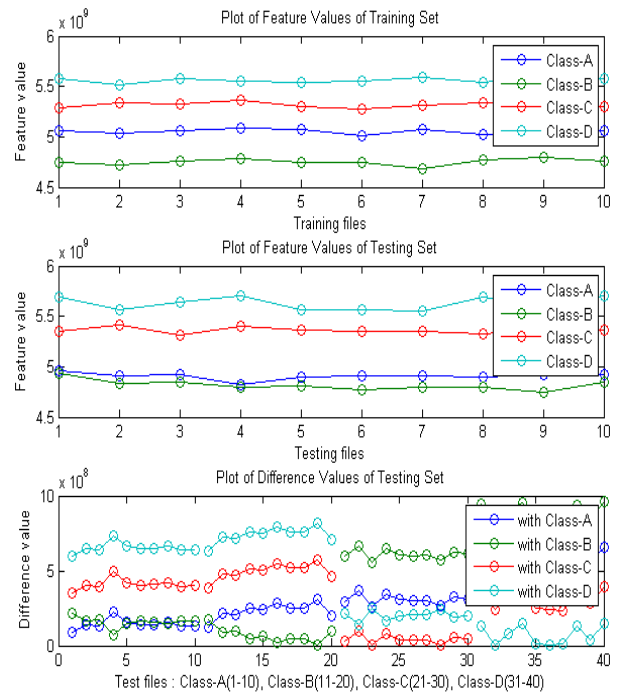 Plot of Feature Values of Training Set
x 10^9
6
5.5
5
4.5
Feature value
Class-A
Class-B
Class-C
Class-D
1 2 3 4 5 6 7 8 9 10
Training files
Plot of Feature Values of Testing Set
x 10^9
6
5.5
5
4.5
Feature value
Class-A
Class-B
Class-C
Class-D
1 2 3 4 5 6 7 8 9 10
Testing files
Plot of Difference Values of Testing Set
x 10^8
10
5
0
Difference value
with Class-A
with Class-B
with Class-C
with Class-D
0 5 10 15 20 25 30 35 40
Test files : Class-A(1-10), Class-B(11-20), Class-C(21-30), Class-D(31-40)